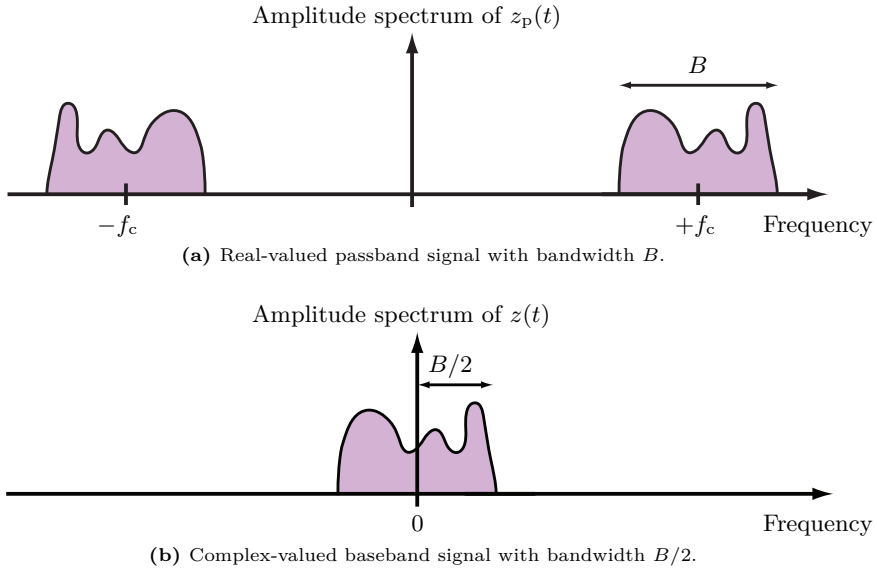 Amplitude spectrum of z_p(t)
B
−f_c
+f_c
Frequency
(a) Real-valued passband signal with bandwidth B.
Amplitude spectrum of z(t)
B/2
0
Frequency
(b) Complex-valued baseband signal with bandwidth B/2.